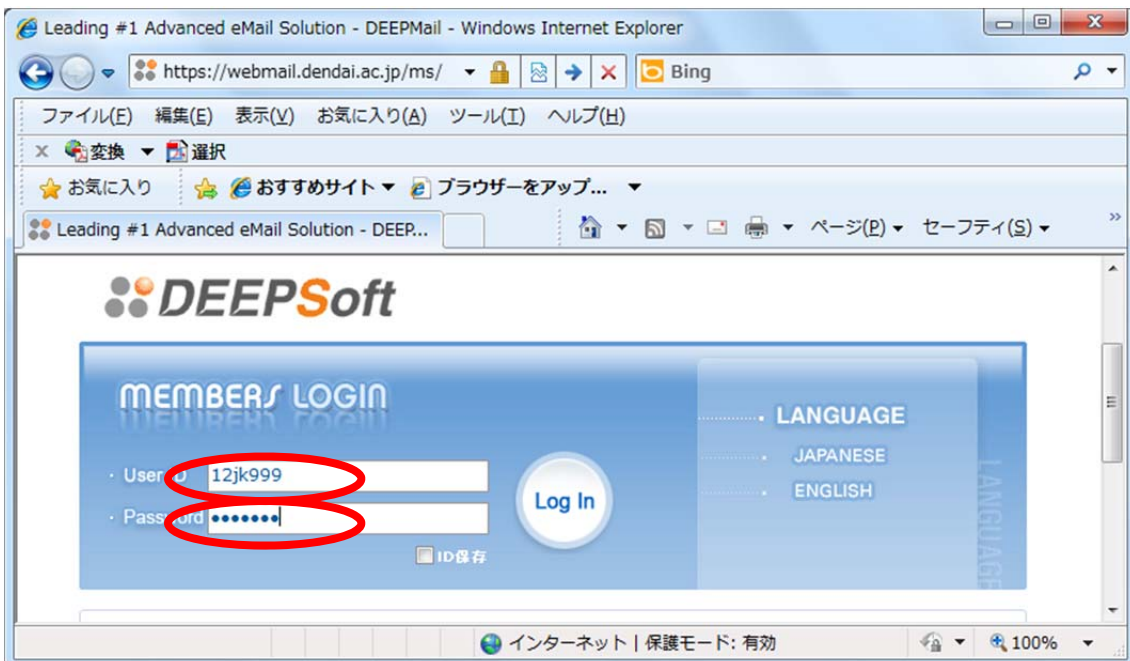 Leading #1 Advanced eMail Solution - DEEPMail - Windows Internet Explorer
https://webmail.dendai.ac.jp/ms/ Bing
ファイル(F) 編集(E) 表示(V) お気に入り(A) ツール(T) ヘルプ(H)
変換 選択
お気に入り おすすめサイト ブラウザーをアップ...
Leading #1 Advanced eMail Solution - DEEP... ページ(P) セーフティ(S) »
DEEPSoft
MEMBERS LOGIN
LANGUAGE
JAPANESE
ENGLISH
LANGUAGE
User ID 12jk999
Password •••••••
Log In
ID保存
インターネット | 保護モード: 有効 100%